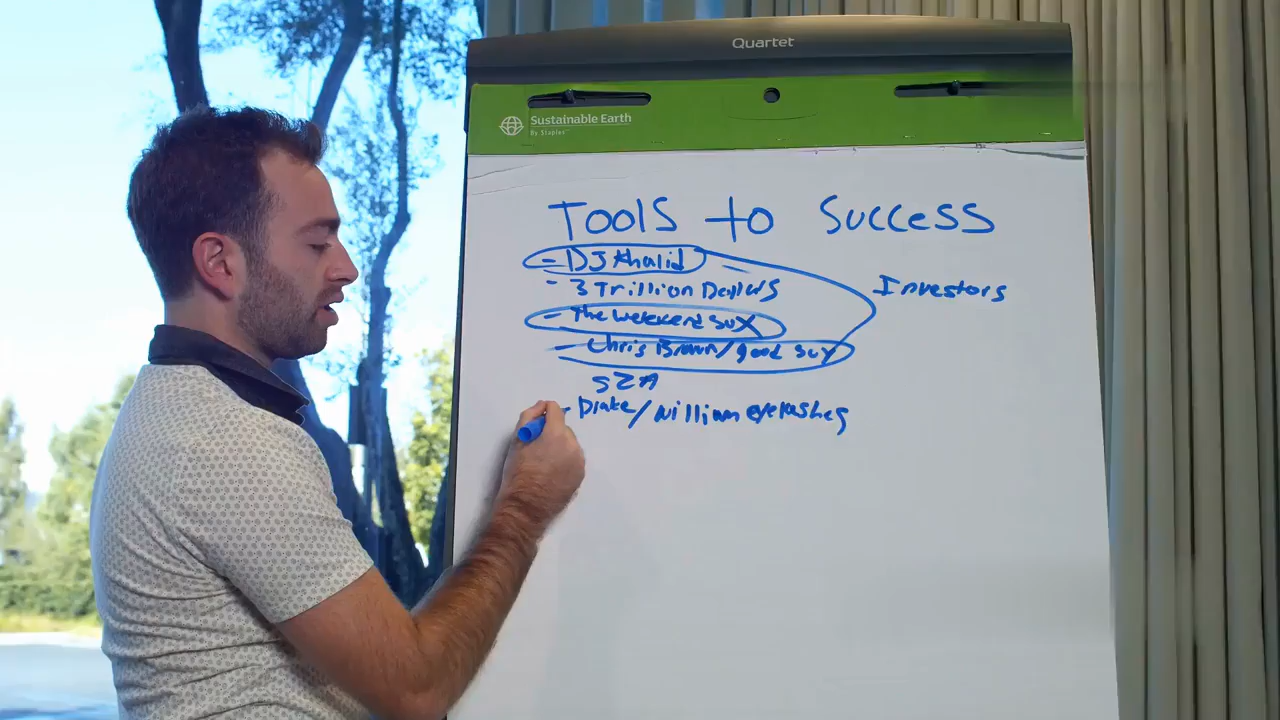 Quartet
Sustainable Earth
By Staples
Tools to Success
- DJ Khalid
- 3 Trillion Dollars
Investors
- The Weekend SUX
- Chris Brown/good guy
SZA
- Drake/William eyelashes